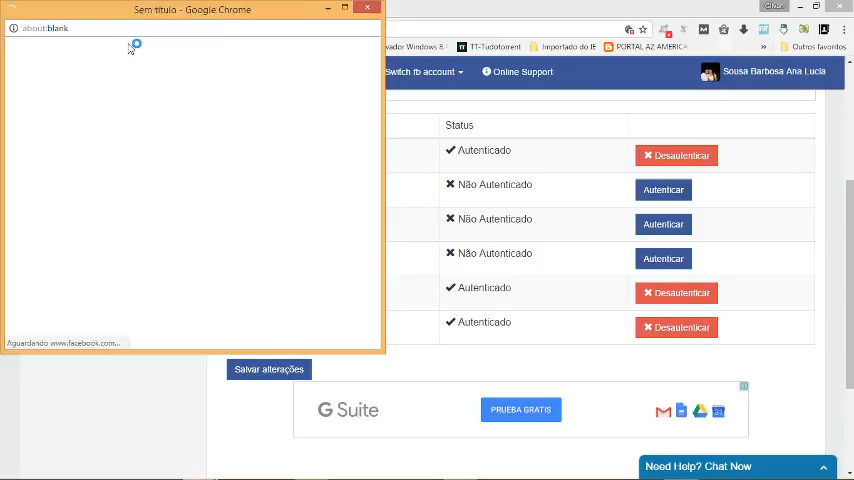 Sem título - Google Chrome
Gilvan
about:blank
vador Windows 8
TT-Tudotorrent
Importado do IE
PORTAL AZ AMERICA
»
Outros favoritos
Switch fb account
Online Support
Sousa Barbosa Ana Lucia
Status
Autenticado
Desautenticar
Não Autenticado
Autenticar
Não Autenticado
Autenticar
Não Autenticado
Autenticar
Autenticado
Desautenticar
Autenticado
Desautenticar
Aguardando www.facebook.com...
Salvar alterações
G Suite
PRUEBA GRATIS
31
Need Help? Chat Now